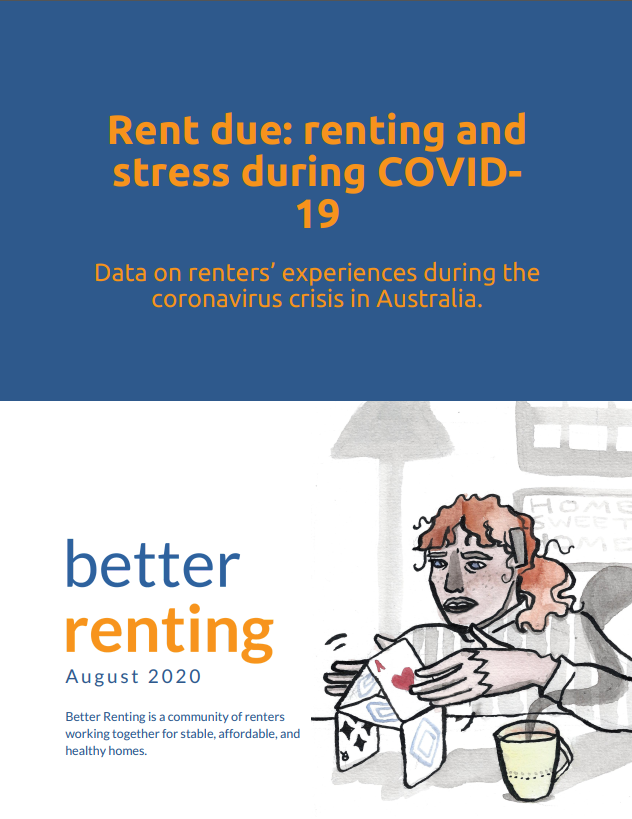 Rent due: renting and
stress during COVID-
19
Data on renters’ experiences during the
coronavirus crisis in Australia.
better
renting
August 2020
Better Renting is a community of renters
working together for stable, affordable, and
healthy homes.
HOME
SWEET
HOME
A